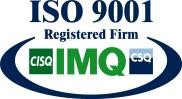 ISO 9001
Registered Firm
CISQ IMQ CSQ